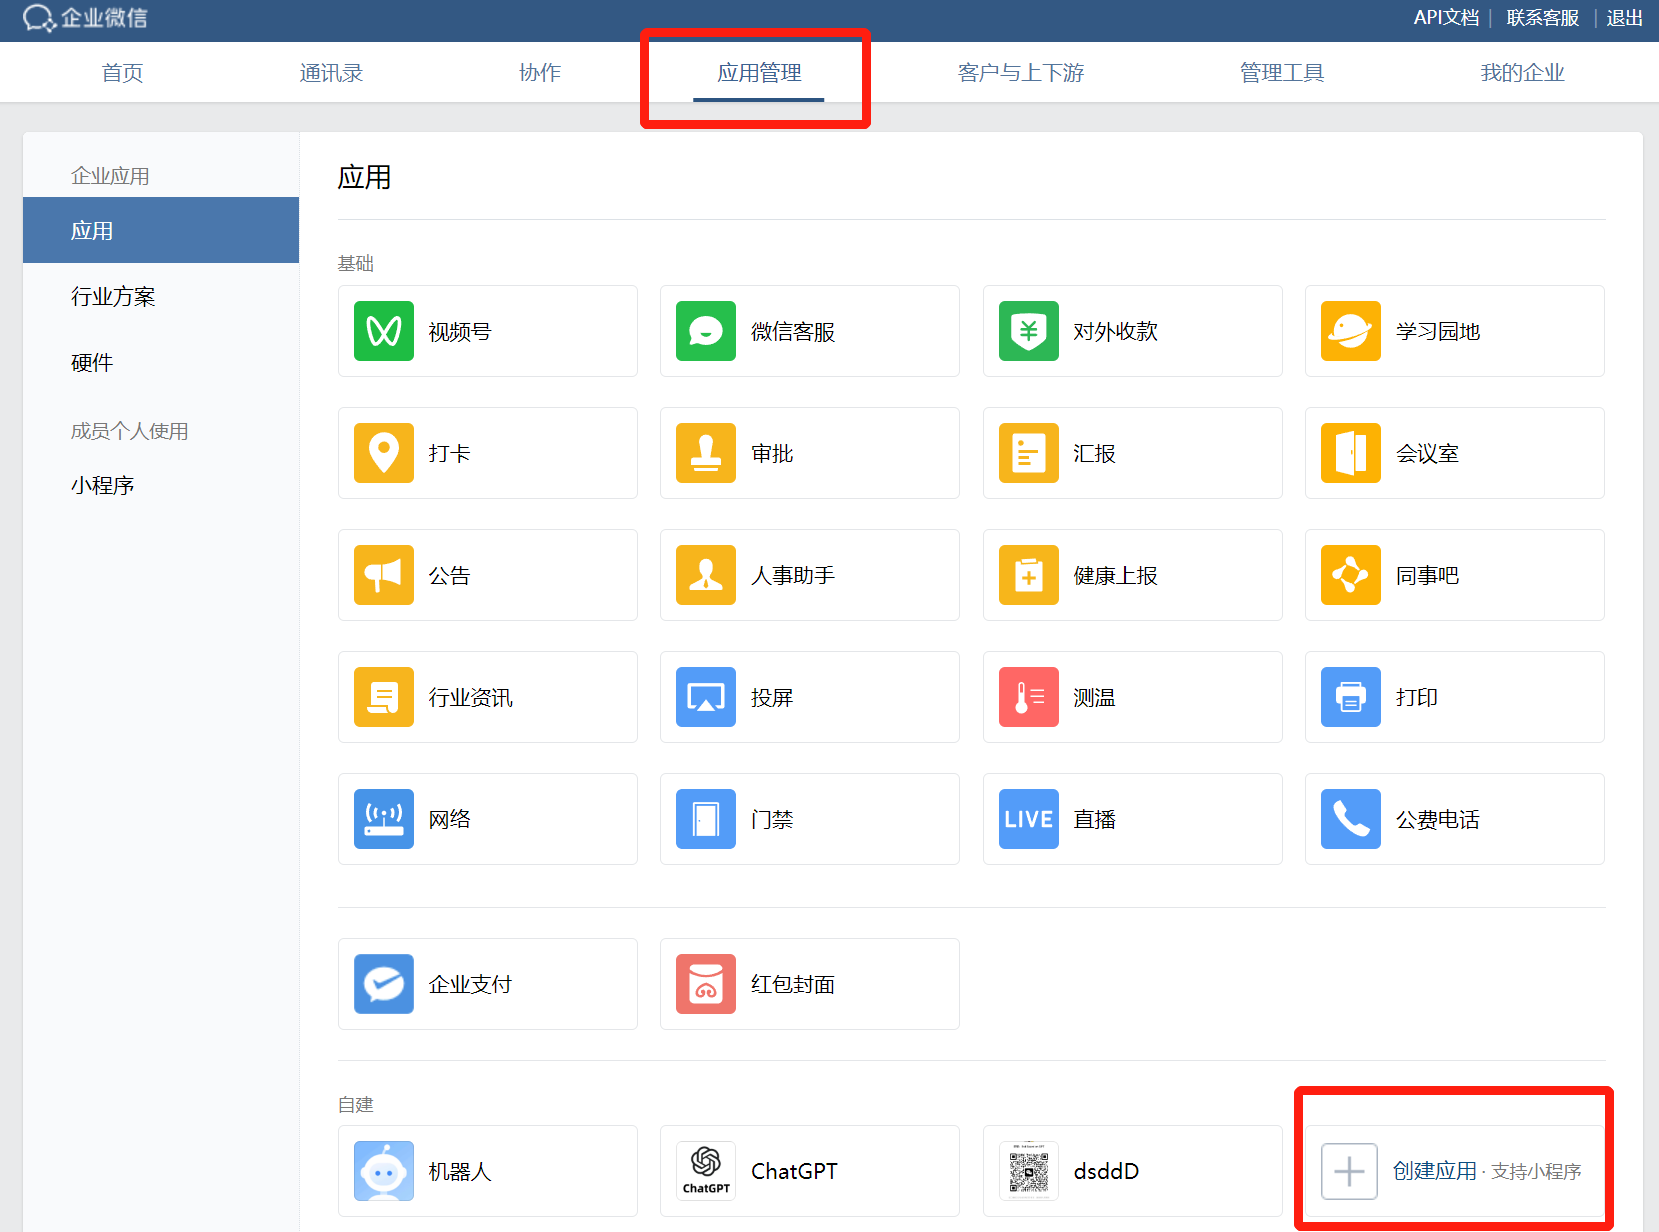 企业微信
API文档 | 联系客服 | 退出
首页 通讯录 协作 应用管理 客户与上下游 管理工具 我的企业
企业应用
应用
行业方案
硬件
成员个人使用
小程序
应用
基础
视频号 微信客服 对外收款 学习园地
打卡 审批 汇报 会议室
公告 人事助手 健康上报 同事吧
行业资讯 投屏 测温 打印
网络 门禁 LIVE 直播 公费电话
企业支付 红包封面
自建
机器人 ChatGPT ChatGPT dsddD 创建应用 · 支持小程序